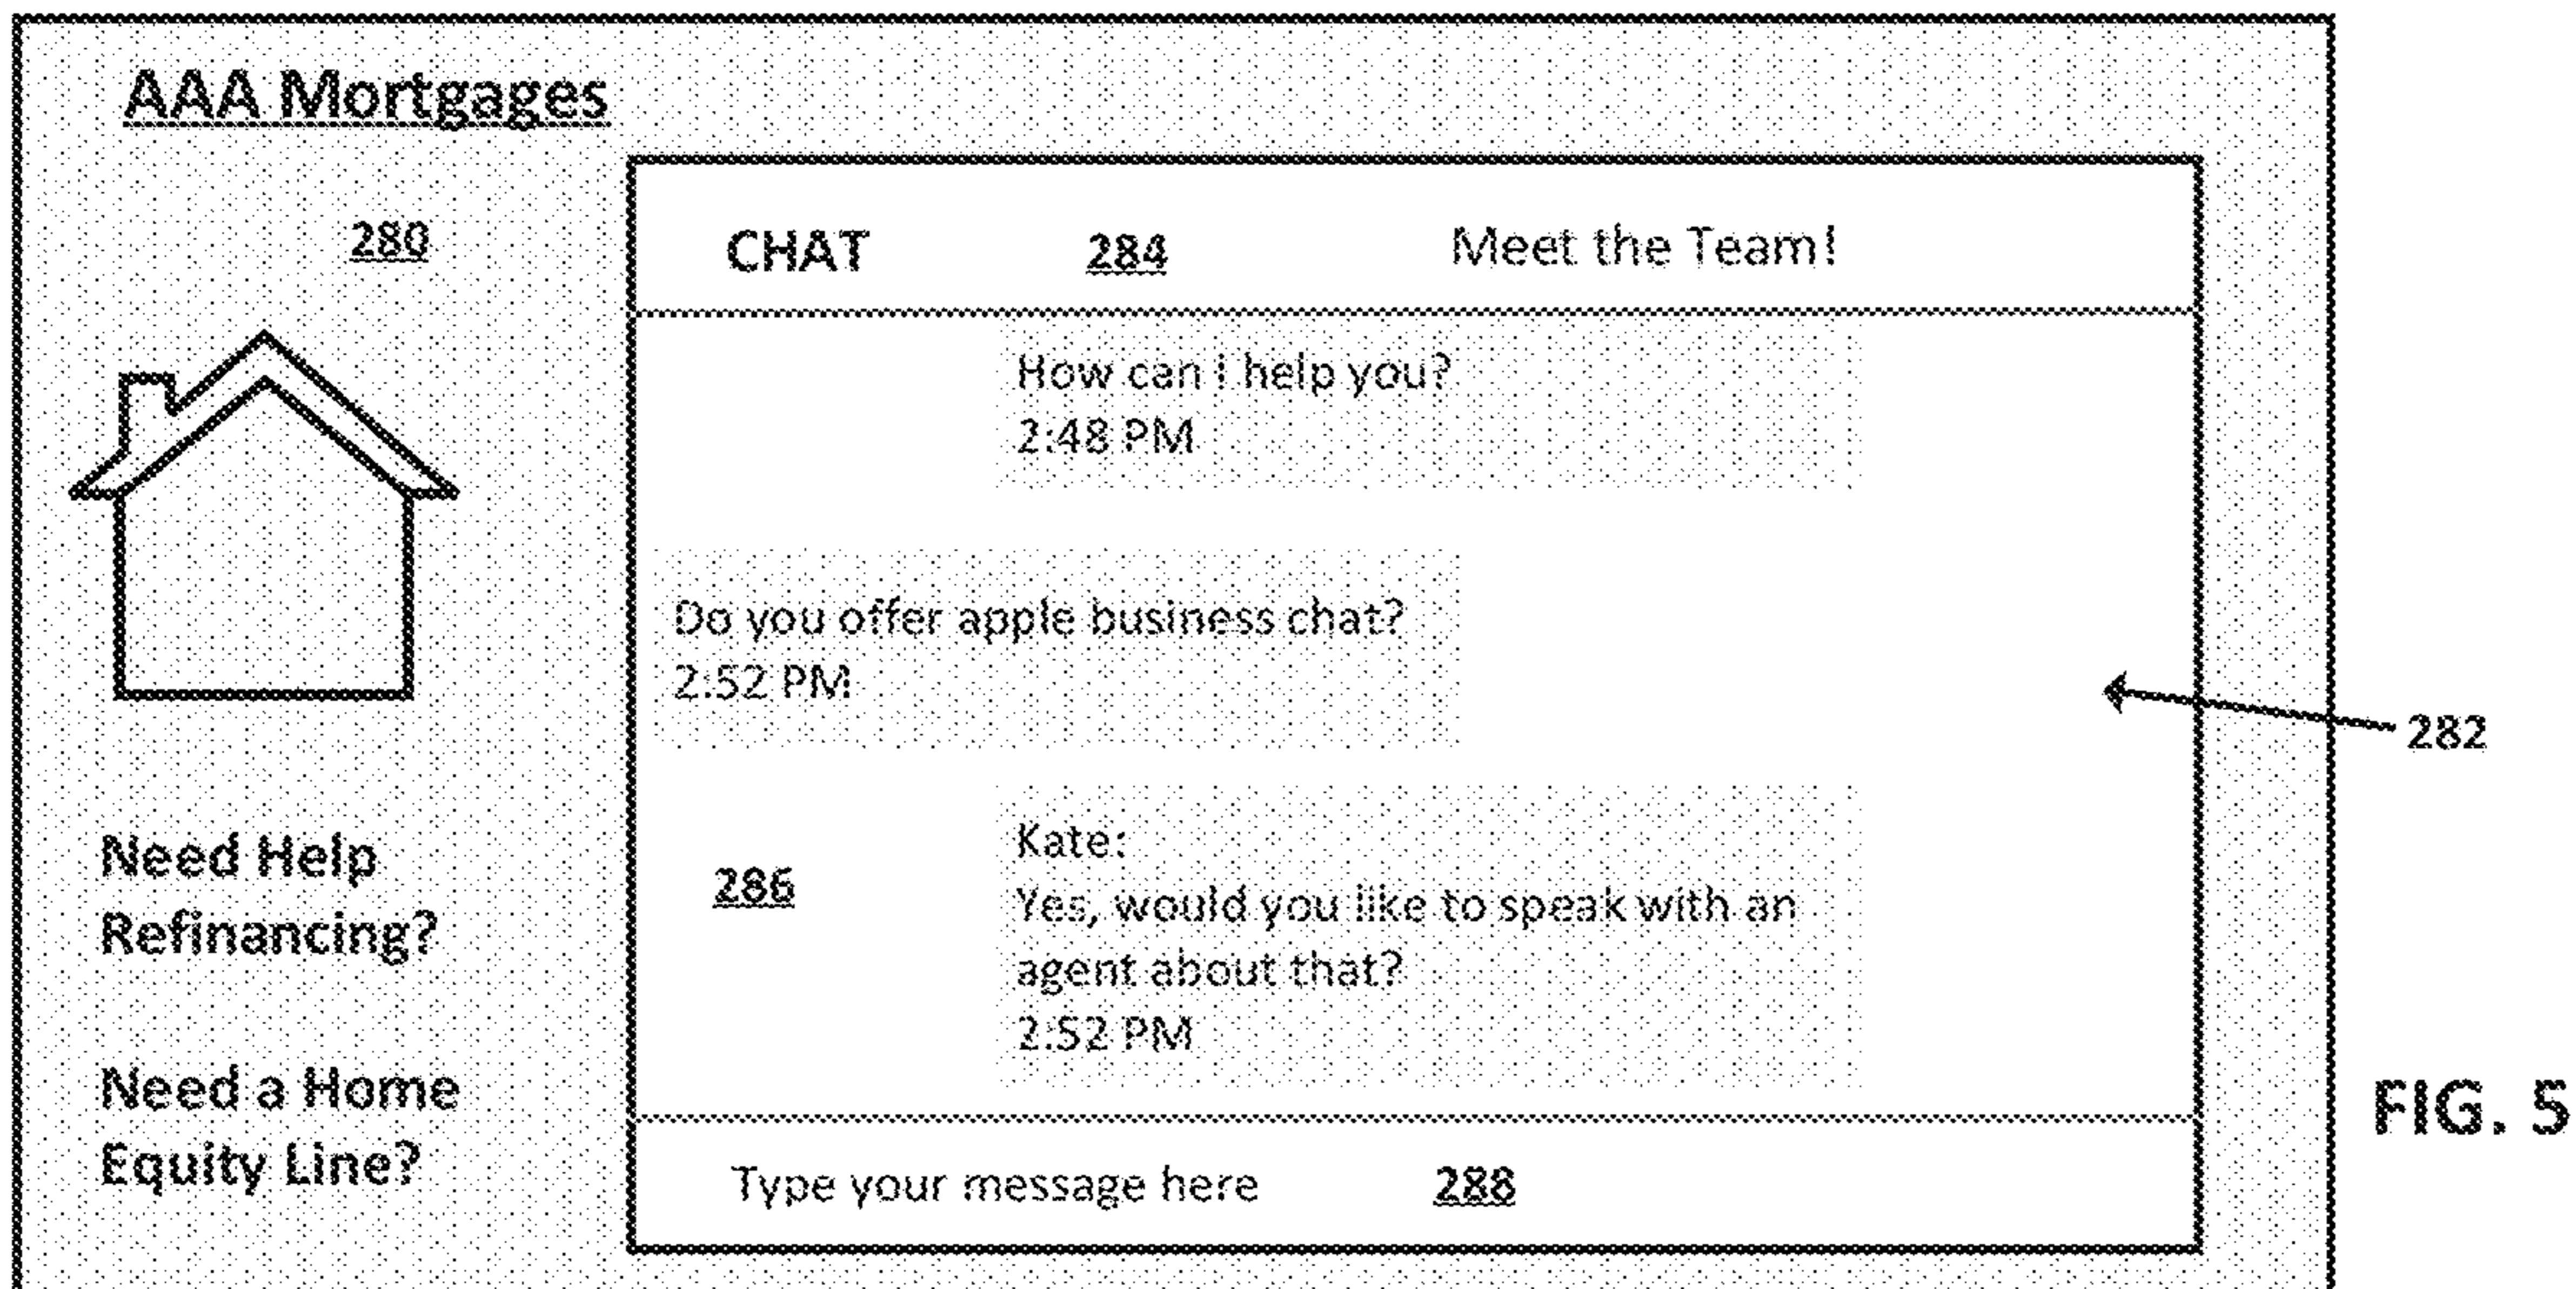 AAA Mortgages
280
Need Help
Refinancing?
Need a Home
Equity Line?
CHAT 284 Meet the Team!
How can I help you?
2:48 PM
Do you offer apple business chat?
2:52 PM
286
Kate:
Yes, would you like to speak with an
agent about that?
2:52 PM
Type your message here 288
282
FIG. 5